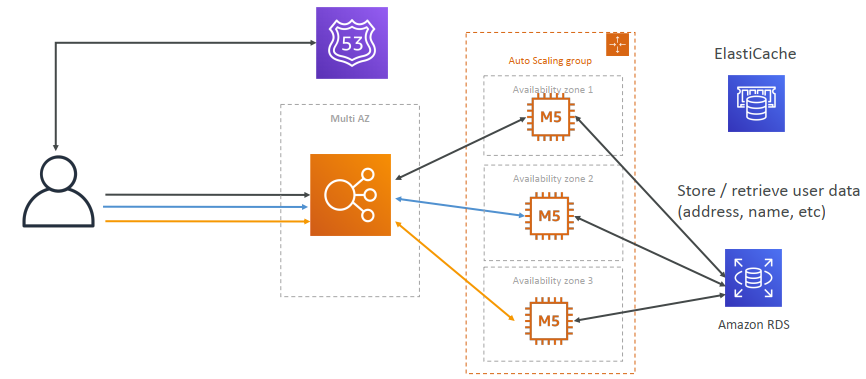 53
Auto Scaling group
ElastiCache
Availability zone 1
M5
Multi AZ
Availability zone 2
M5
Store / retrieve user data
(address, name, etc)
Availability zone 3
M5
Amazon RDS